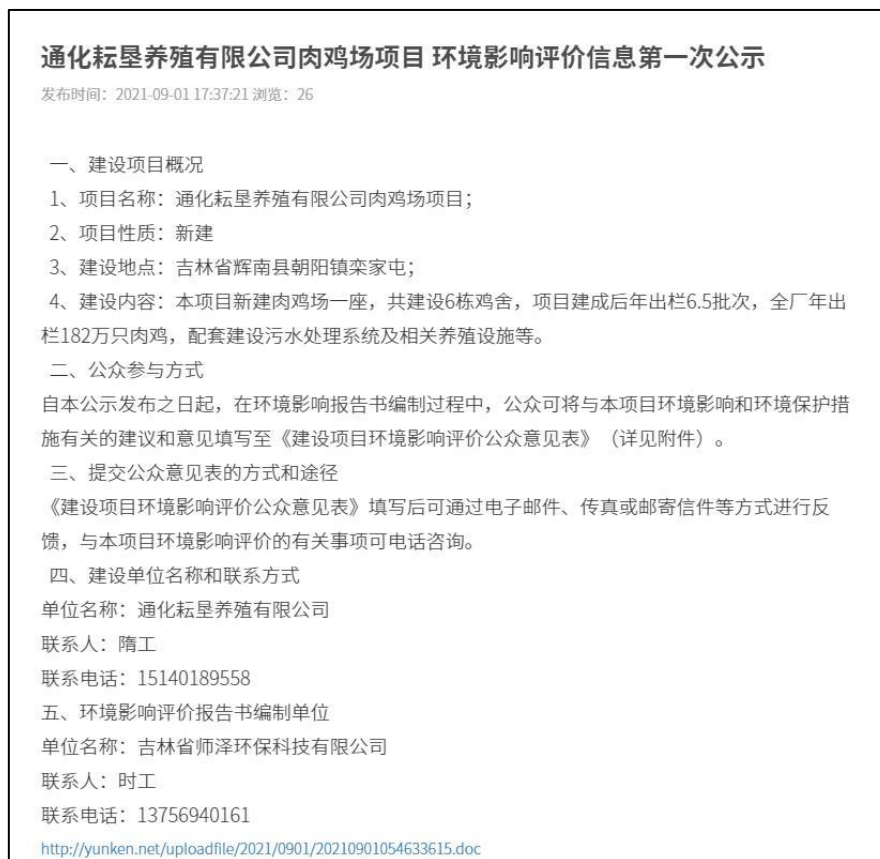 通化耘垦养殖有限公司肉鸡场项目 环境影响评价信息第一次公示
发布时间：2021-09-01 17:37:21 浏览：26
一、建设项目概况
1、项目名称：通化耘垦养殖有限公司肉鸡场项目；
2、项目性质：新建
3、建设地点：吉林省辉南县朝阳镇栾家屯；
4、建设内容：本项目新建肉鸡场一座，共建设6栋鸡舍，项目建成后年出栏6.5批次，全厂年出
栏182万只肉鸡，配套建设污水处理系统及相关养殖设施等。
二、公众参与方式
自本公示发布之日起，在环境影响报告书编制过程中，公众可将与本项目环境影响和环境保护措
施有关的建议和意见填写至《建设项目环境影响评价公众意见表》（详见附件）。
三、提交公众意见表的方式和途径
《建设项目环境影响评价公众意见表》填写后可通过电子邮件、传真或邮寄信件等方式进行反
馈，与本项目环境影响评价的有关事项可电话咨询。
四、建设单位名称和联系方式
单位名称：通化耘垦养殖有限公司
联系人：隋工
联系电话：15140189558
五、环境影响评价报告书编制单位
单位名称：吉林省师泽环保科技有限公司
联系人：时工
联系电话：13756940161
http://yunken.net/uploadfile/2021/0901/20210901054633615.doc